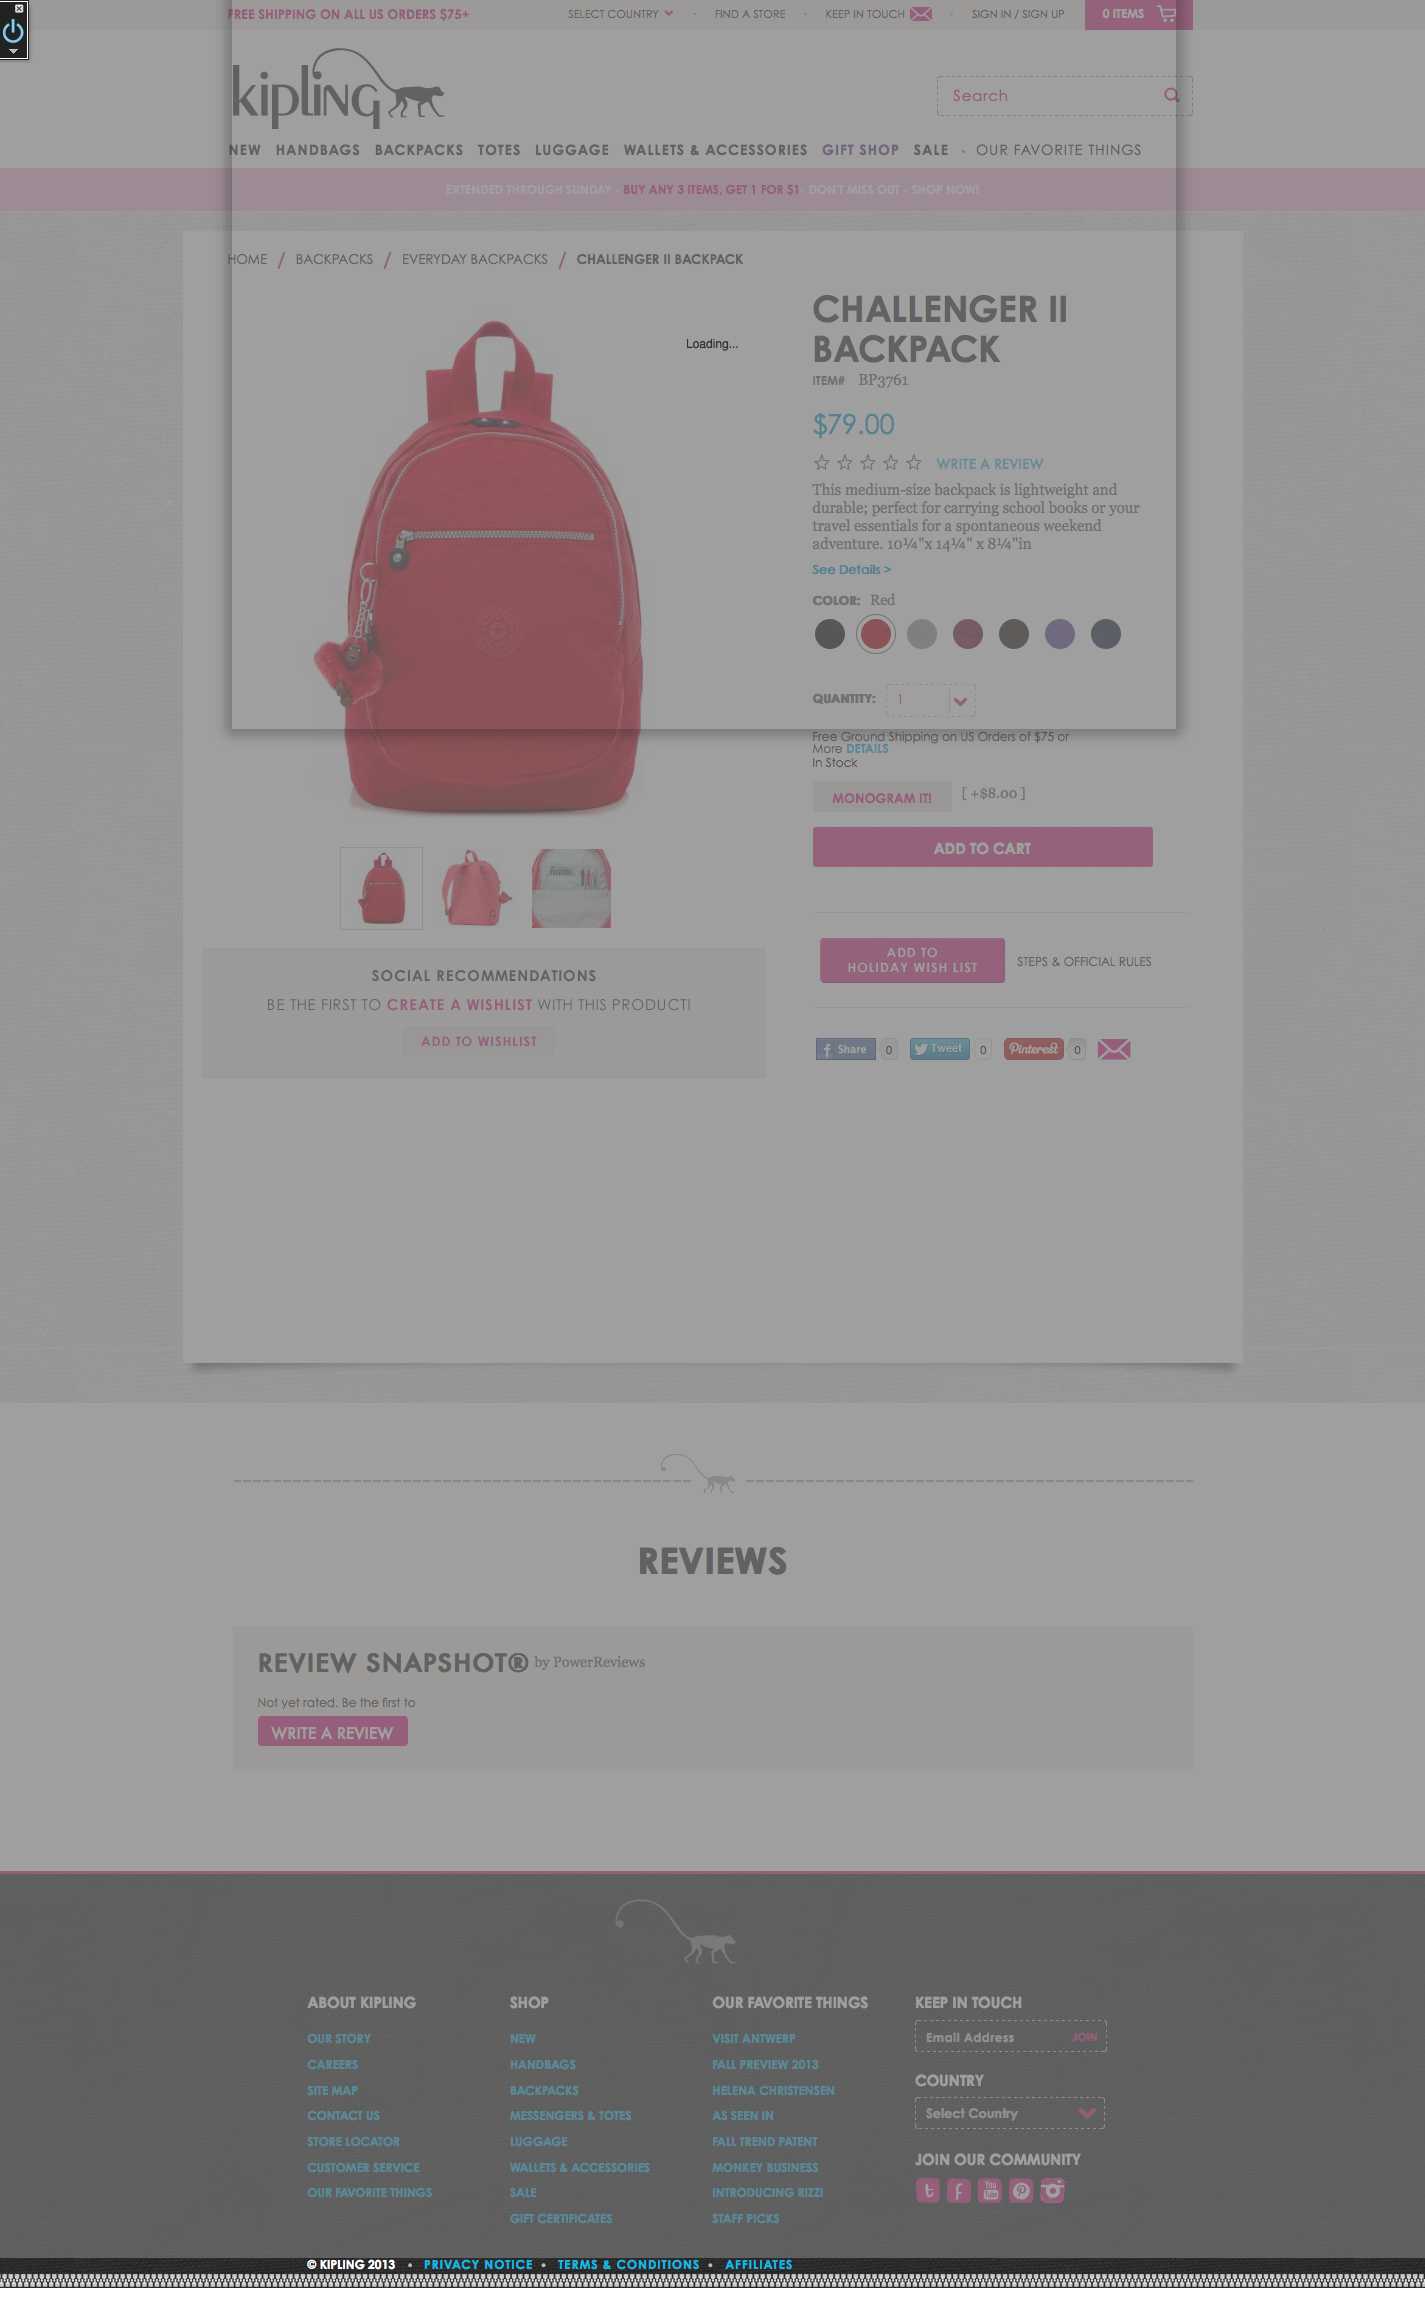 FREE SHIPPING ON ALL US ORDERS $75+
SELECT COUNTRY
FIND A STORE
KEEP IN TOUCH
SIGN IN / SIGN UP
0 ITEMS
kipling
Search
NEW HANDBAGS BACKPACKS TOTES LUGGAGE WALLETS & ACCESSORIES GIFT SHOP SALE • OUR FAVORITE THINGS
EXTENDED THROUGH SUNDAY - BUY ANY 3 ITEMS, GET 1 FOR $1 - DON'T MISS OUT - SHOP NOW!
HOME / BACKPACKS / EVERYDAY BACKPACKS / CHALLENGER II BACKPACK
Loading...
CHALLENGER II
BACKPACK
ITEM# BP3761
$79.00
WRITE A REVIEW
This medium-size backpack is lightweight and
durable; perfect for carrying school books or your
travel essentials for a spontaneous weekend
adventure. 10¼"x 14¼" x 8¼"in
See Details >
COLOR: Red
QUANTITY: 1
Free Ground Shipping on US Orders of $75 or
More DETAILS
In Stock
MONOGRAM IT! [ +$8.00 ]
ADD TO CART
ADD TO
HOLIDAY WISH LIST
STEPS & OFFICIAL RULES
Share 0 Tweet 0 Pinterest 0
SOCIAL RECOMMENDATIONS
BE THE FIRST TO CREATE A WISHLIST WITH THIS PRODUCT!
ADD TO WISHLIST
REVIEWS
REVIEW SNAPSHOT® by PowerReviews
Not yet rated. Be the first to
WRITE A REVIEW
ABOUT KIPLING
OUR STORY
CAREERS
SITE MAP
CONTACT US
STORE LOCATOR
CUSTOMER SERVICE
OUR FAVORITE THINGS
SHOP
NEW
HANDBAGS
BACKPACKS
MESSENGERS & TOTES
LUGGAGE
WALLETS & ACCESSORIES
SALE
GIFT CERTIFICATES
OUR FAVORITE THINGS
VISIT ANTWERP
FALL PREVIEW 2013
HELENA CHRISTENSEN
AS SEEN IN
FALL TREND PATENT
MONKEY BUSINESS
INTRODUCING RIZZI
STAFF PICKS
KEEP IN TOUCH
Email Address JOIN
COUNTRY
Select Country
JOIN OUR COMMUNITY
You
Tube
© KIPLING 2013 • PRIVACY NOTICE • TERMS & CONDITIONS • AFFILIATES